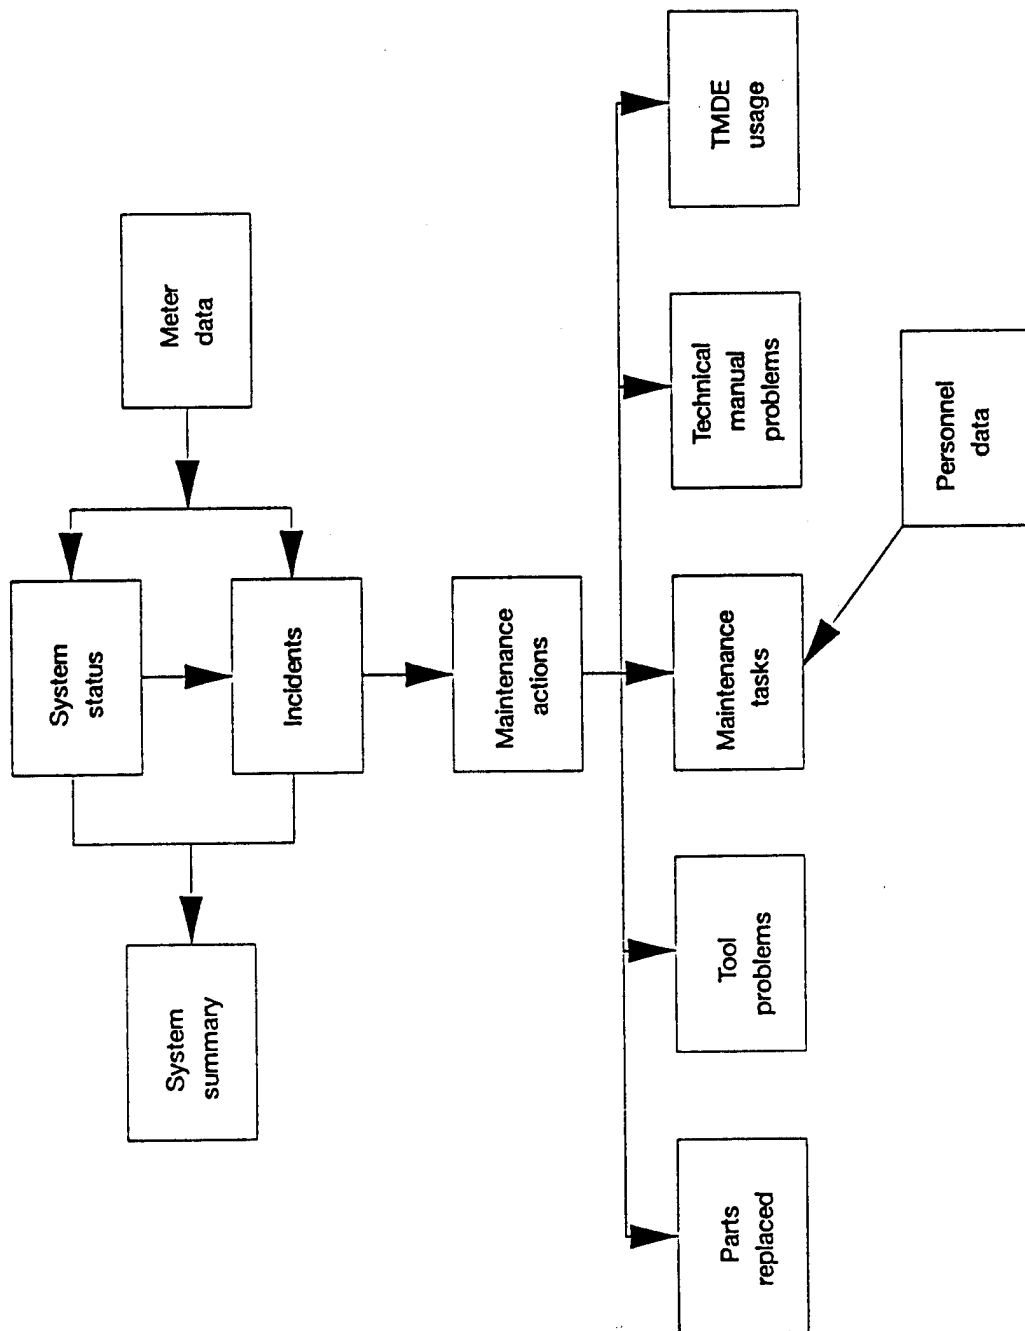 System
summary
System
status
Meter
data
Incidents
Maintenance
actions
Parts
replaced
Tool
problems
Maintenance
tasks
Technical
manual
problems
TMDE
usage
Personnel
data